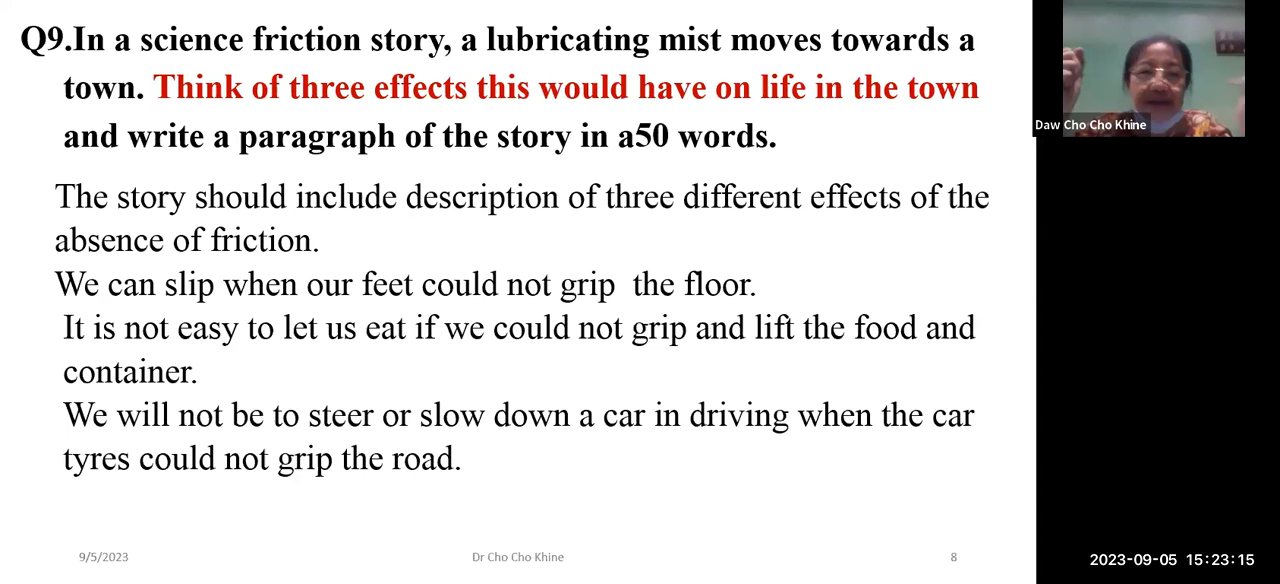 Q9.In a science friction story, a lubricating mist moves towards a
town. Think of three effects this would have on life in the town
and write a paragraph of the story in a50 words.
The story should include description of three different effects of the
absence of friction.
We can slip when our feet could not grip the floor.
It is not easy to let us eat if we could not grip and lift the food and
container.
We will not be to steer or slow down a car in driving when the car
tyres could not grip the road.
9/5/2023
Dr Cho Cho Khine
8
Daw Cho Cho Khine
2023-09-05 15:23:15